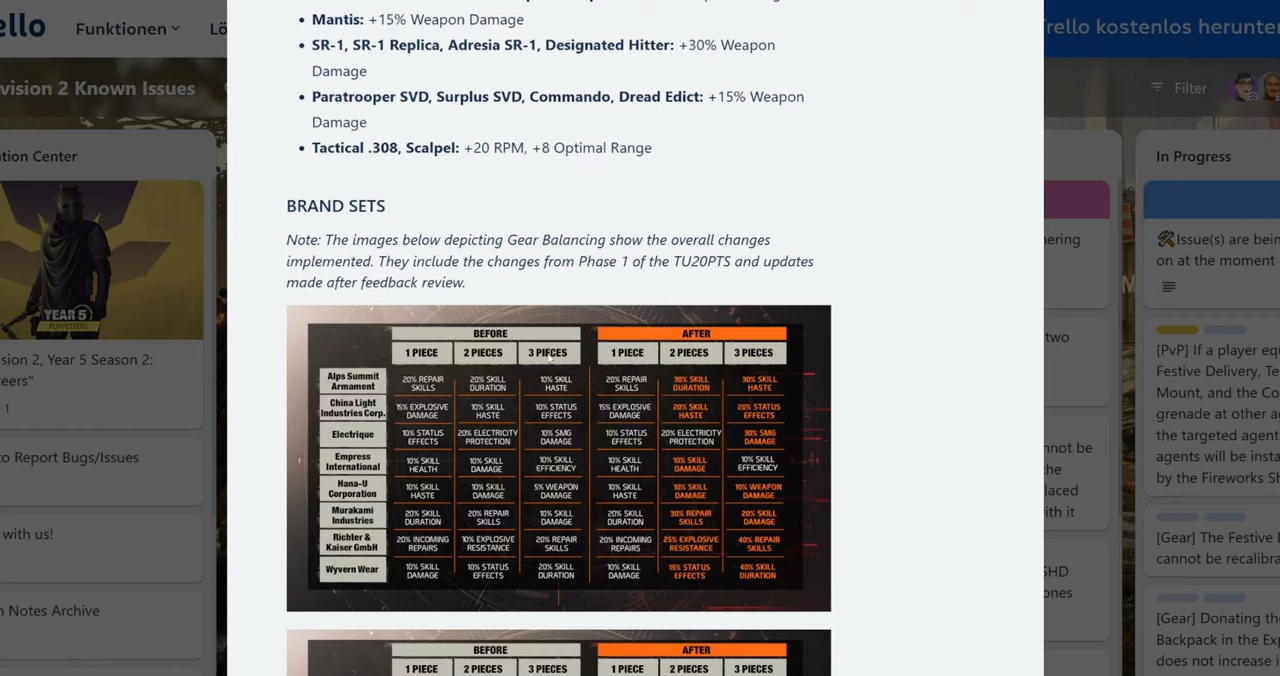 ello
Funktionen
Lö
Trello kostenlos herunter
vision 2 Known Issues
Filter
ation Center
YEAR 5
PUPPETEERS
ision 2, Year 5 Season 2:
eers"
1
to Report Bugs/Issues
with us!
n Notes Archive
• Mantis: +15% Weapon Damage
• SR-1, SR-1 Replica, Adresia SR-1, Designated Hitter: +30% Weapon
Damage
• Paratrooper SVD, Surplus SVD, Commando, Dread Edict: +15% Weapon
Damage
• Tactical .308, Scalpel: +20 RPM, +8 Optimal Range
BRAND SETS
Note: The images below depicting Gear Balancing show the overall changes
implemented. They include the changes from Phase 1 of the TU20PTS and updates
made after feedback review.
BEFORE AFTER
1 PIECE 2 PIECES 3 PIECES 1 PIECE 2 PIECES 3 PIECES
Alps Summit Armament 20% REPAIR SKILLS 20% SKILL DURATION 10% SKILL HASTE 20% REPAIR SKILLS 30% SKILL DURATION 30% SKILL HASTE
China Light Industries Corp. 15% EXPLOSIVE DAMAGE 10% SKILL HASTE 10% STATUS EFFECTS 15% EXPLOSIVE DAMAGE 20% SKILL HASTE 20% STATUS EFFECTS
Electrique 10% STATUS EFFECTS 20% ELECTRICITY PROTECTION 10% SMG DAMAGE 10% STATUS EFFECTS 20% ELECTRICITY PROTECTION 30% SMG DAMAGE
Empress International 10% SKILL HEALTH 10% SKILL DAMAGE 10% SKILL EFFICIENCY 10% SKILL HEALTH 10% SKILL DAMAGE 10% SKILL EFFICIENCY
Hana-U Corporation 10% SKILL HASTE 10% SKILL DAMAGE 5% WEAPON DAMAGE 10% SKILL HASTE 10% SKILL DAMAGE 10% WEAPON DAMAGE
Murakami Industries 20% SKILL DURATION 20% REPAIR SKILLS 10% SKILL DAMAGE 20% SKILL DURATION 30% REPAIR SKILLS 20% SKILL DAMAGE
Richter & Kaiser GmbH 20% INCOMING REPAIRS 10% EXPLOSIVE RESISTANCE 20% REPAIR SKILLS 20% INCOMING REPAIRS 25% EXPLOSIVE RESISTANCE 40% REPAIR SKILLS
Wyvern Wear 10% SKILL DAMAGE 10% STATUS EFFECTS 20% SKILL DURATION 10% SKILL DAMAGE 15% STATUS EFFECTS 40% SKILL DURATION
BEFORE AFTER
1 PIECE 2 PIECES 3 PIECES 1 PIECE 2 PIECES 3 PIECES
hering
two
nnot be
the
laced
ith it
SHD
ones
In Progress
Issue(s) are bein
on at the moment
[PvP] If a player equ
Festive Delivery, Te
Mount, and the Co
grenade at other a
the targeted agent
agents will be insta
by the Fireworks Sh
[Gear] The Festive D
cannot be recalibra
[Gear] Donating the
Backpack in the Exp
does not increase i